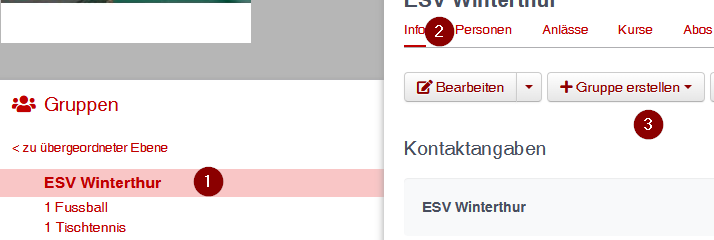 Gruppen
< zu übergeordneter Ebene
ESV Winterthur 1
1 Fussball
1 Tischtennis
ESV Winterthur
Info 2 Personen Anlässe Kurse Abos
Bearbeiten Gruppe erstellen
3
Kontaktangaben
ESV Winterthur